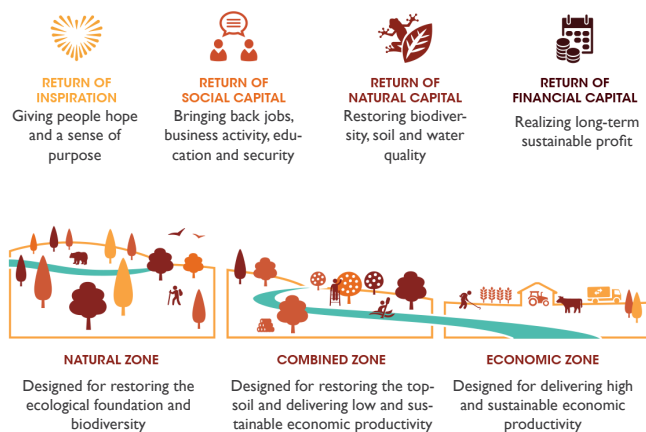 RETURN OF
INSPIRATION
Giving people hope
and a sense of
purpose
RETURN OF
SOCIAL CAPITAL
Bringing back jobs,
business activity, edu-
cation and security
RETURN OF
NATURAL CAPITAL
Restoring biodiver-
sity, soil and water
quality
RETURN OF
FINANCIAL CAPITAL
Realizing long-term
sustainable profit
NATURAL ZONE
Designed for restoring the
ecological foundation and
biodiversity
COMBINED ZONE
Designed for restoring the top-
soil and delivering low and sus-
tainable economic productivity
ECONOMIC ZONE
Designed for delivering high
and sustainable economic
productivity